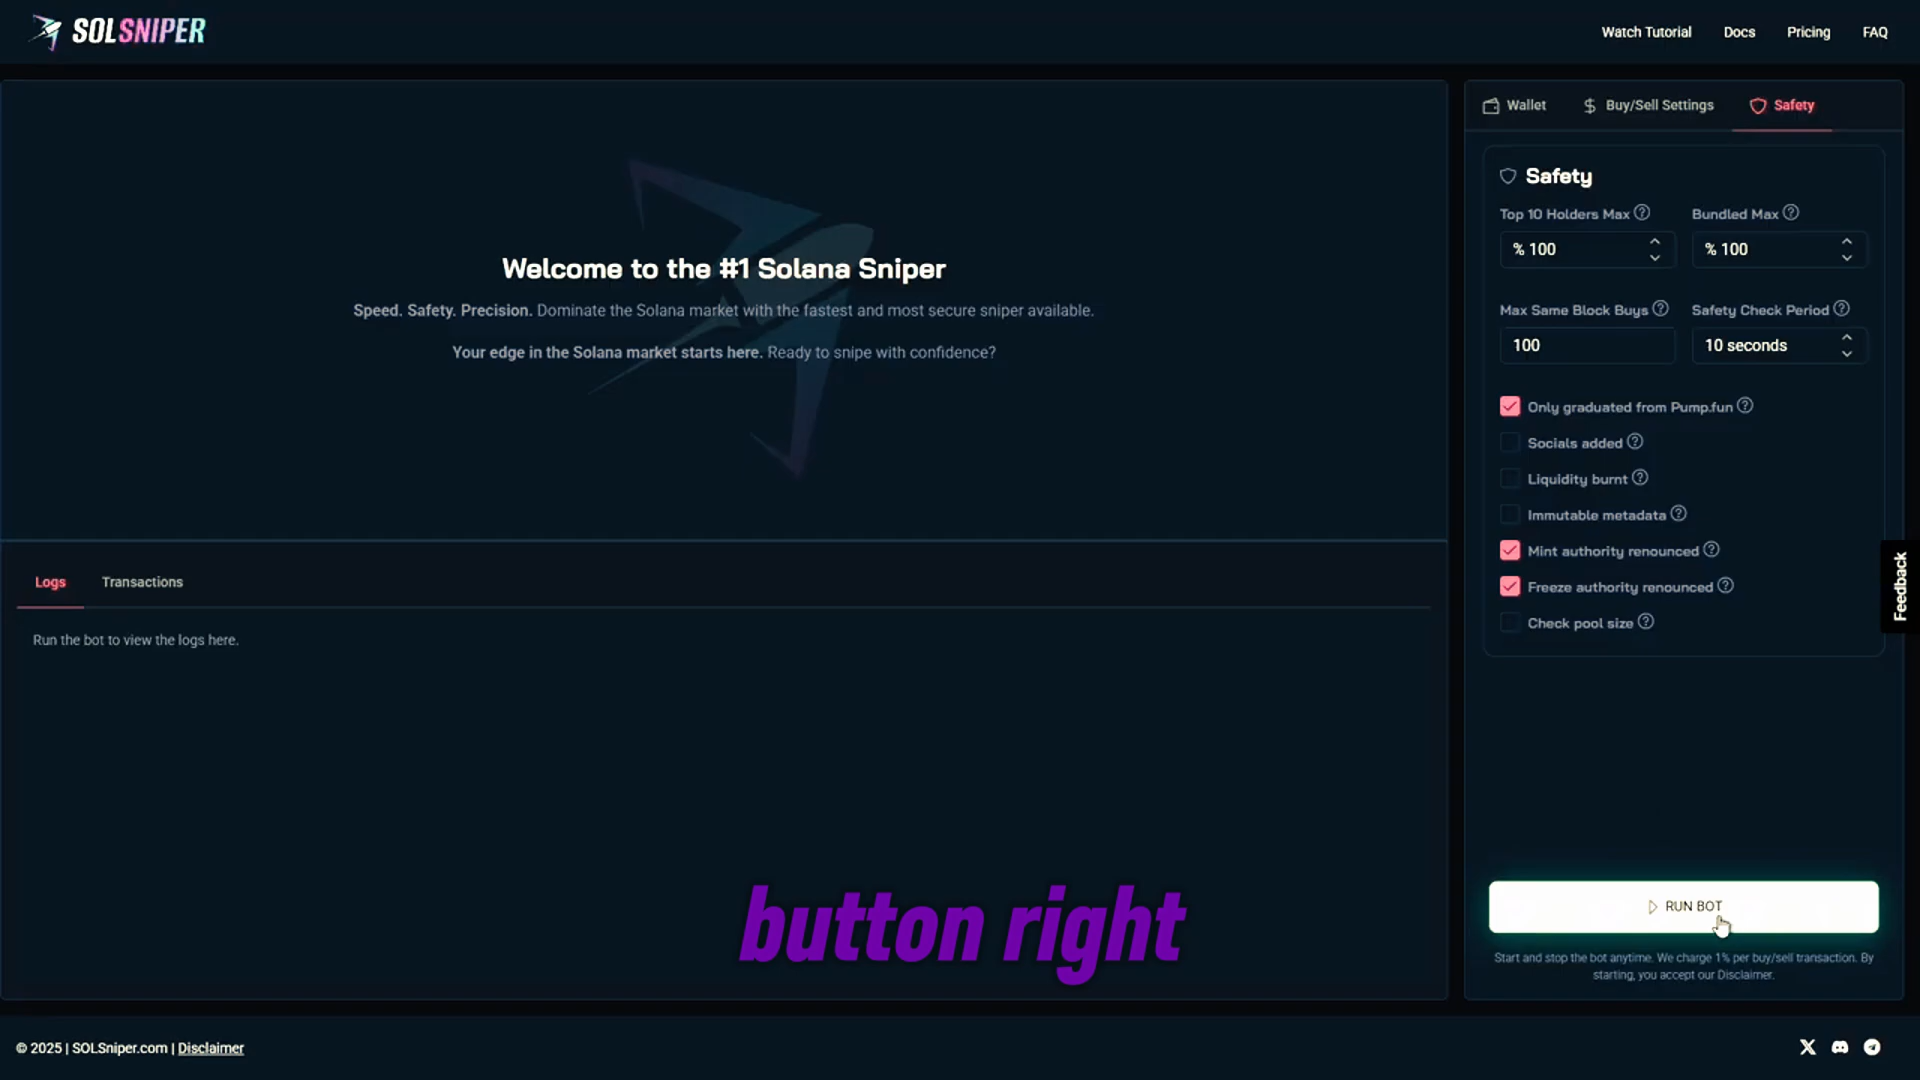 SOLSNIPER
Watch Tutorial
Docs
Pricing
FAQ
Welcome to the #1 Solana Sniper
Speed. Safety. Precision. Dominate the Solana market with the fastest and most secure sniper available.
Your edge in the Solana market starts here. Ready to snipe with confidence?
Logs
Transactions
Run the bot to view the logs here.
Wallet
Buy/Sell Settings
Safety
Safety
Top 10 Holders Max
Bundled Max
% 100
% 100
Max Same Block Buys
Safety Check Period
100
10 seconds
Only graduated from Pump.fun
Socials added
Liquidity burnt
Immutable metadata
Mint authority renounced
Freeze authority renounced
Check pool size
Feedback
RUN BOT
Start and stop the bot anytime. We charge 1% per buy/sell transaction. By
starting, you accept our Disclaimer.
button right
© 2025 | SOLSniper.com | Disclaimer